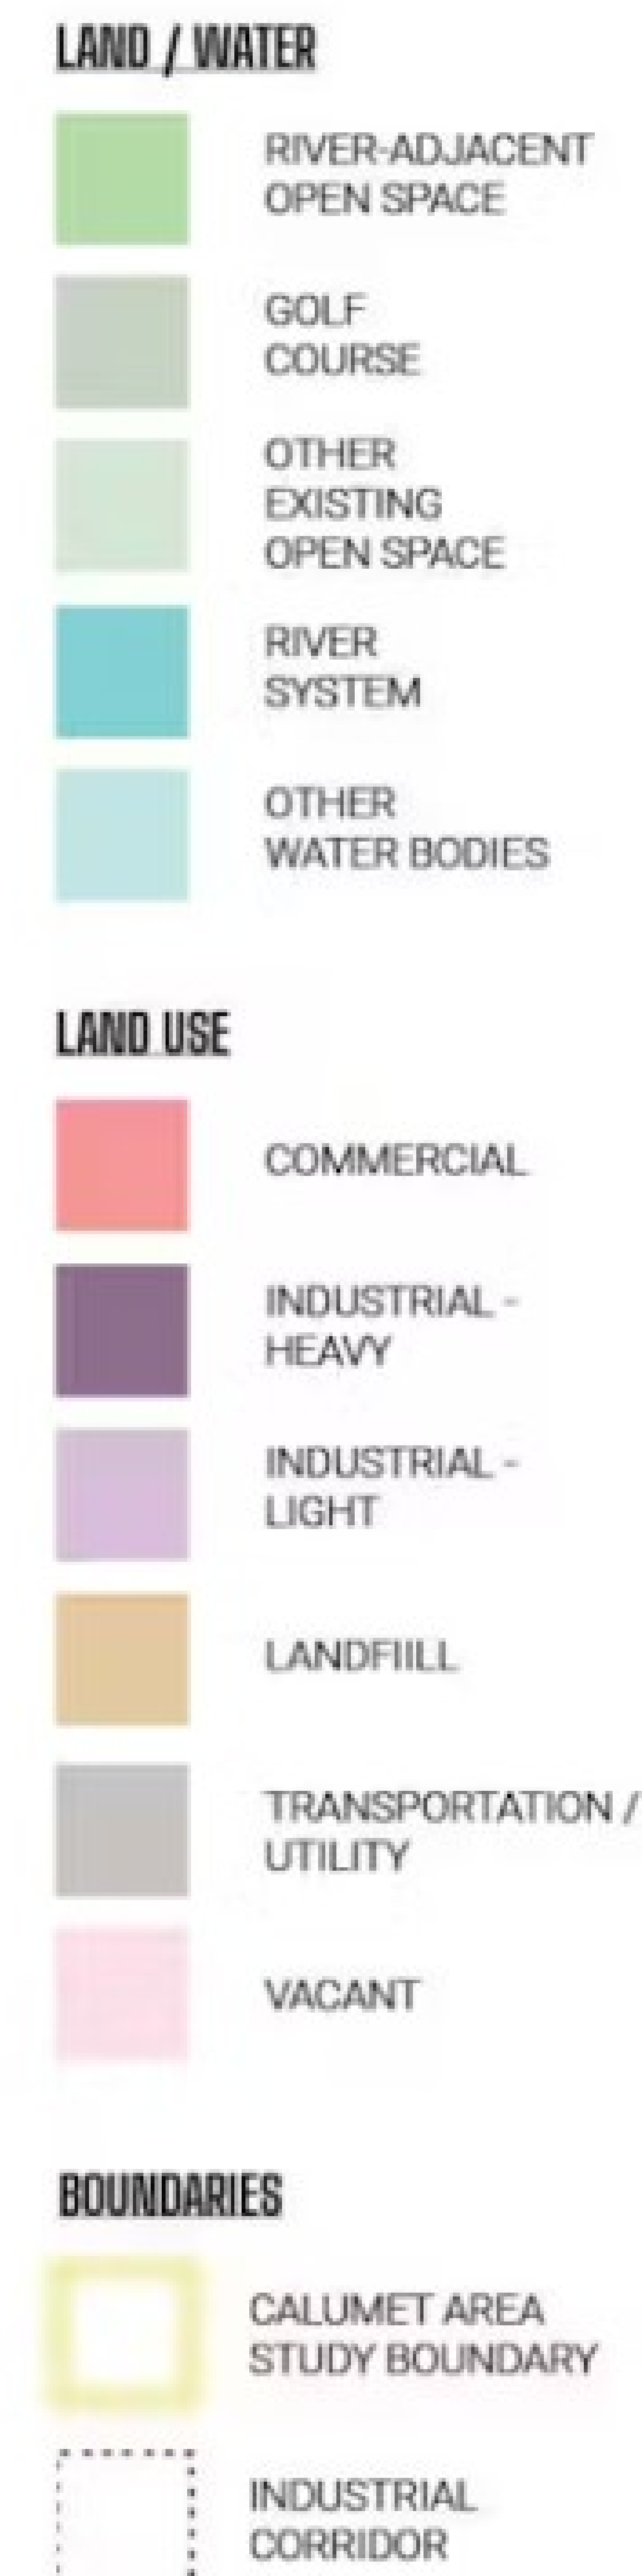 LAND / WATER
RIVER-ADJACENT
OPEN SPACE
GOLF
COURSE
OTHER
EXISTING
OPEN SPACE
RIVER
SYSTEM
OTHER
WATER BODIES
LAND USE
COMMERCIAL
INDUSTRIAL -
HEAVY
INDUSTRIAL -
LIGHT
LANDFIILL
TRANSPORTATION /
UTILITY
VACANT
BOUNDARIES
CALUMET AREA
STUDY BOUNDARY
INDUSTRIAL
CORRIDOR